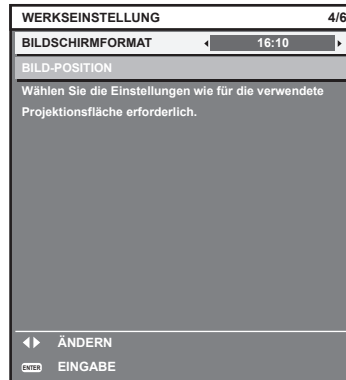 WERKSEINSTELLUNG 4/6
BILDSCHIRMFORMAT 16:10
BILD-POSITION
Wählen Sie die Einstellungen wie für die verwendete
Projektionsfläche erforderlich.
ÄNDERN
ENTER EINGABE